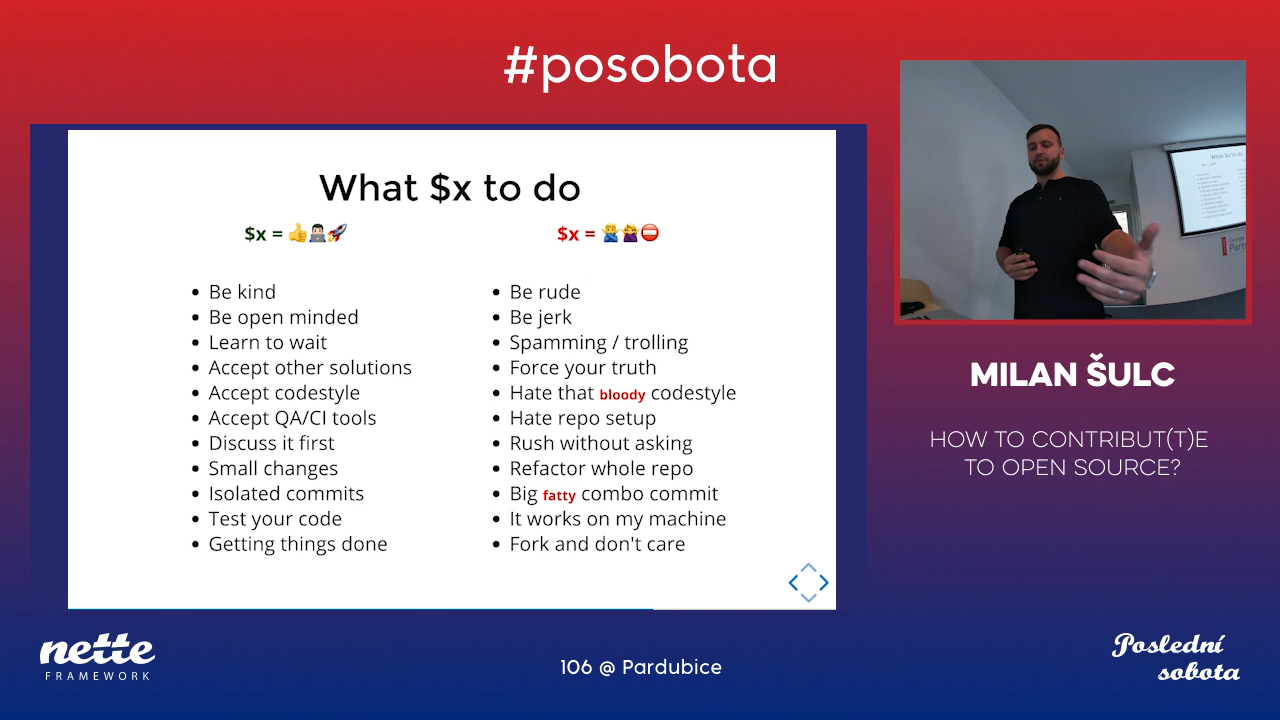 #posobota
What $x to do
$x = 👍👨🏻‍💻🚀
$x = 🙅‍♂️🙇‍♀️⛔
Be kind
Be open minded
Learn to wait
Accept other solutions
Accept codestyle
Accept QA/CI tools
Discuss it first
Small changes
Isolated commits
Test your code
Getting things done
Be rude
Be jerk
Spamming / trolling
Force your truth
Hate that bloody codestyle
Hate repo setup
Rush without asking
Refactor whole repo
Big fatty combo commit
It works on my machine
Fork and don't care
What $x to do
MILAN ŠULC
HOW TO CONTRIBUT(T)E
TO OPEN SOURCE?
nette
FRAMEWORK
106 @ Pardubice
Poslední
sobota